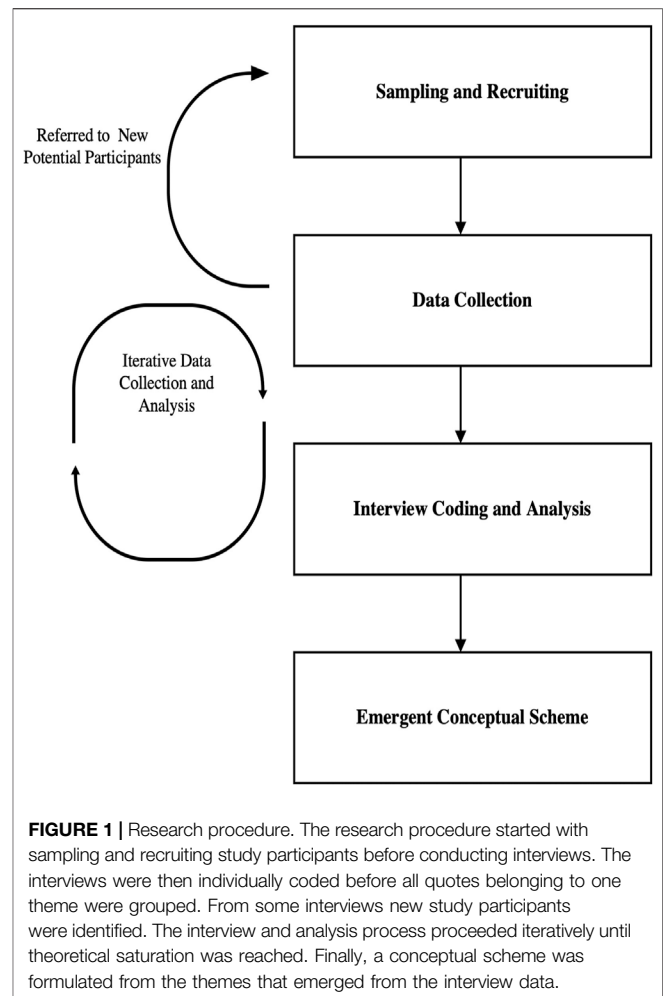 Sampling and Recruiting
Referred to New
Potential Participants
Data Collection
Iterative Data
Collection and
Analysis
Interview Coding and Analysis
Emergent Conceptual Scheme
FIGURE 1 | Research procedure. The research procedure started with
sampling and recruiting study participants before conducting interviews. The
interviews were then individually coded before all quotes belonging to one
theme were grouped. From some interviews new study participants
were identified. The interview and analysis process proceeded iteratively until
theoretical saturation was reached. Finally, a conceptual scheme was
formulated from the themes that emerged from the interview data.